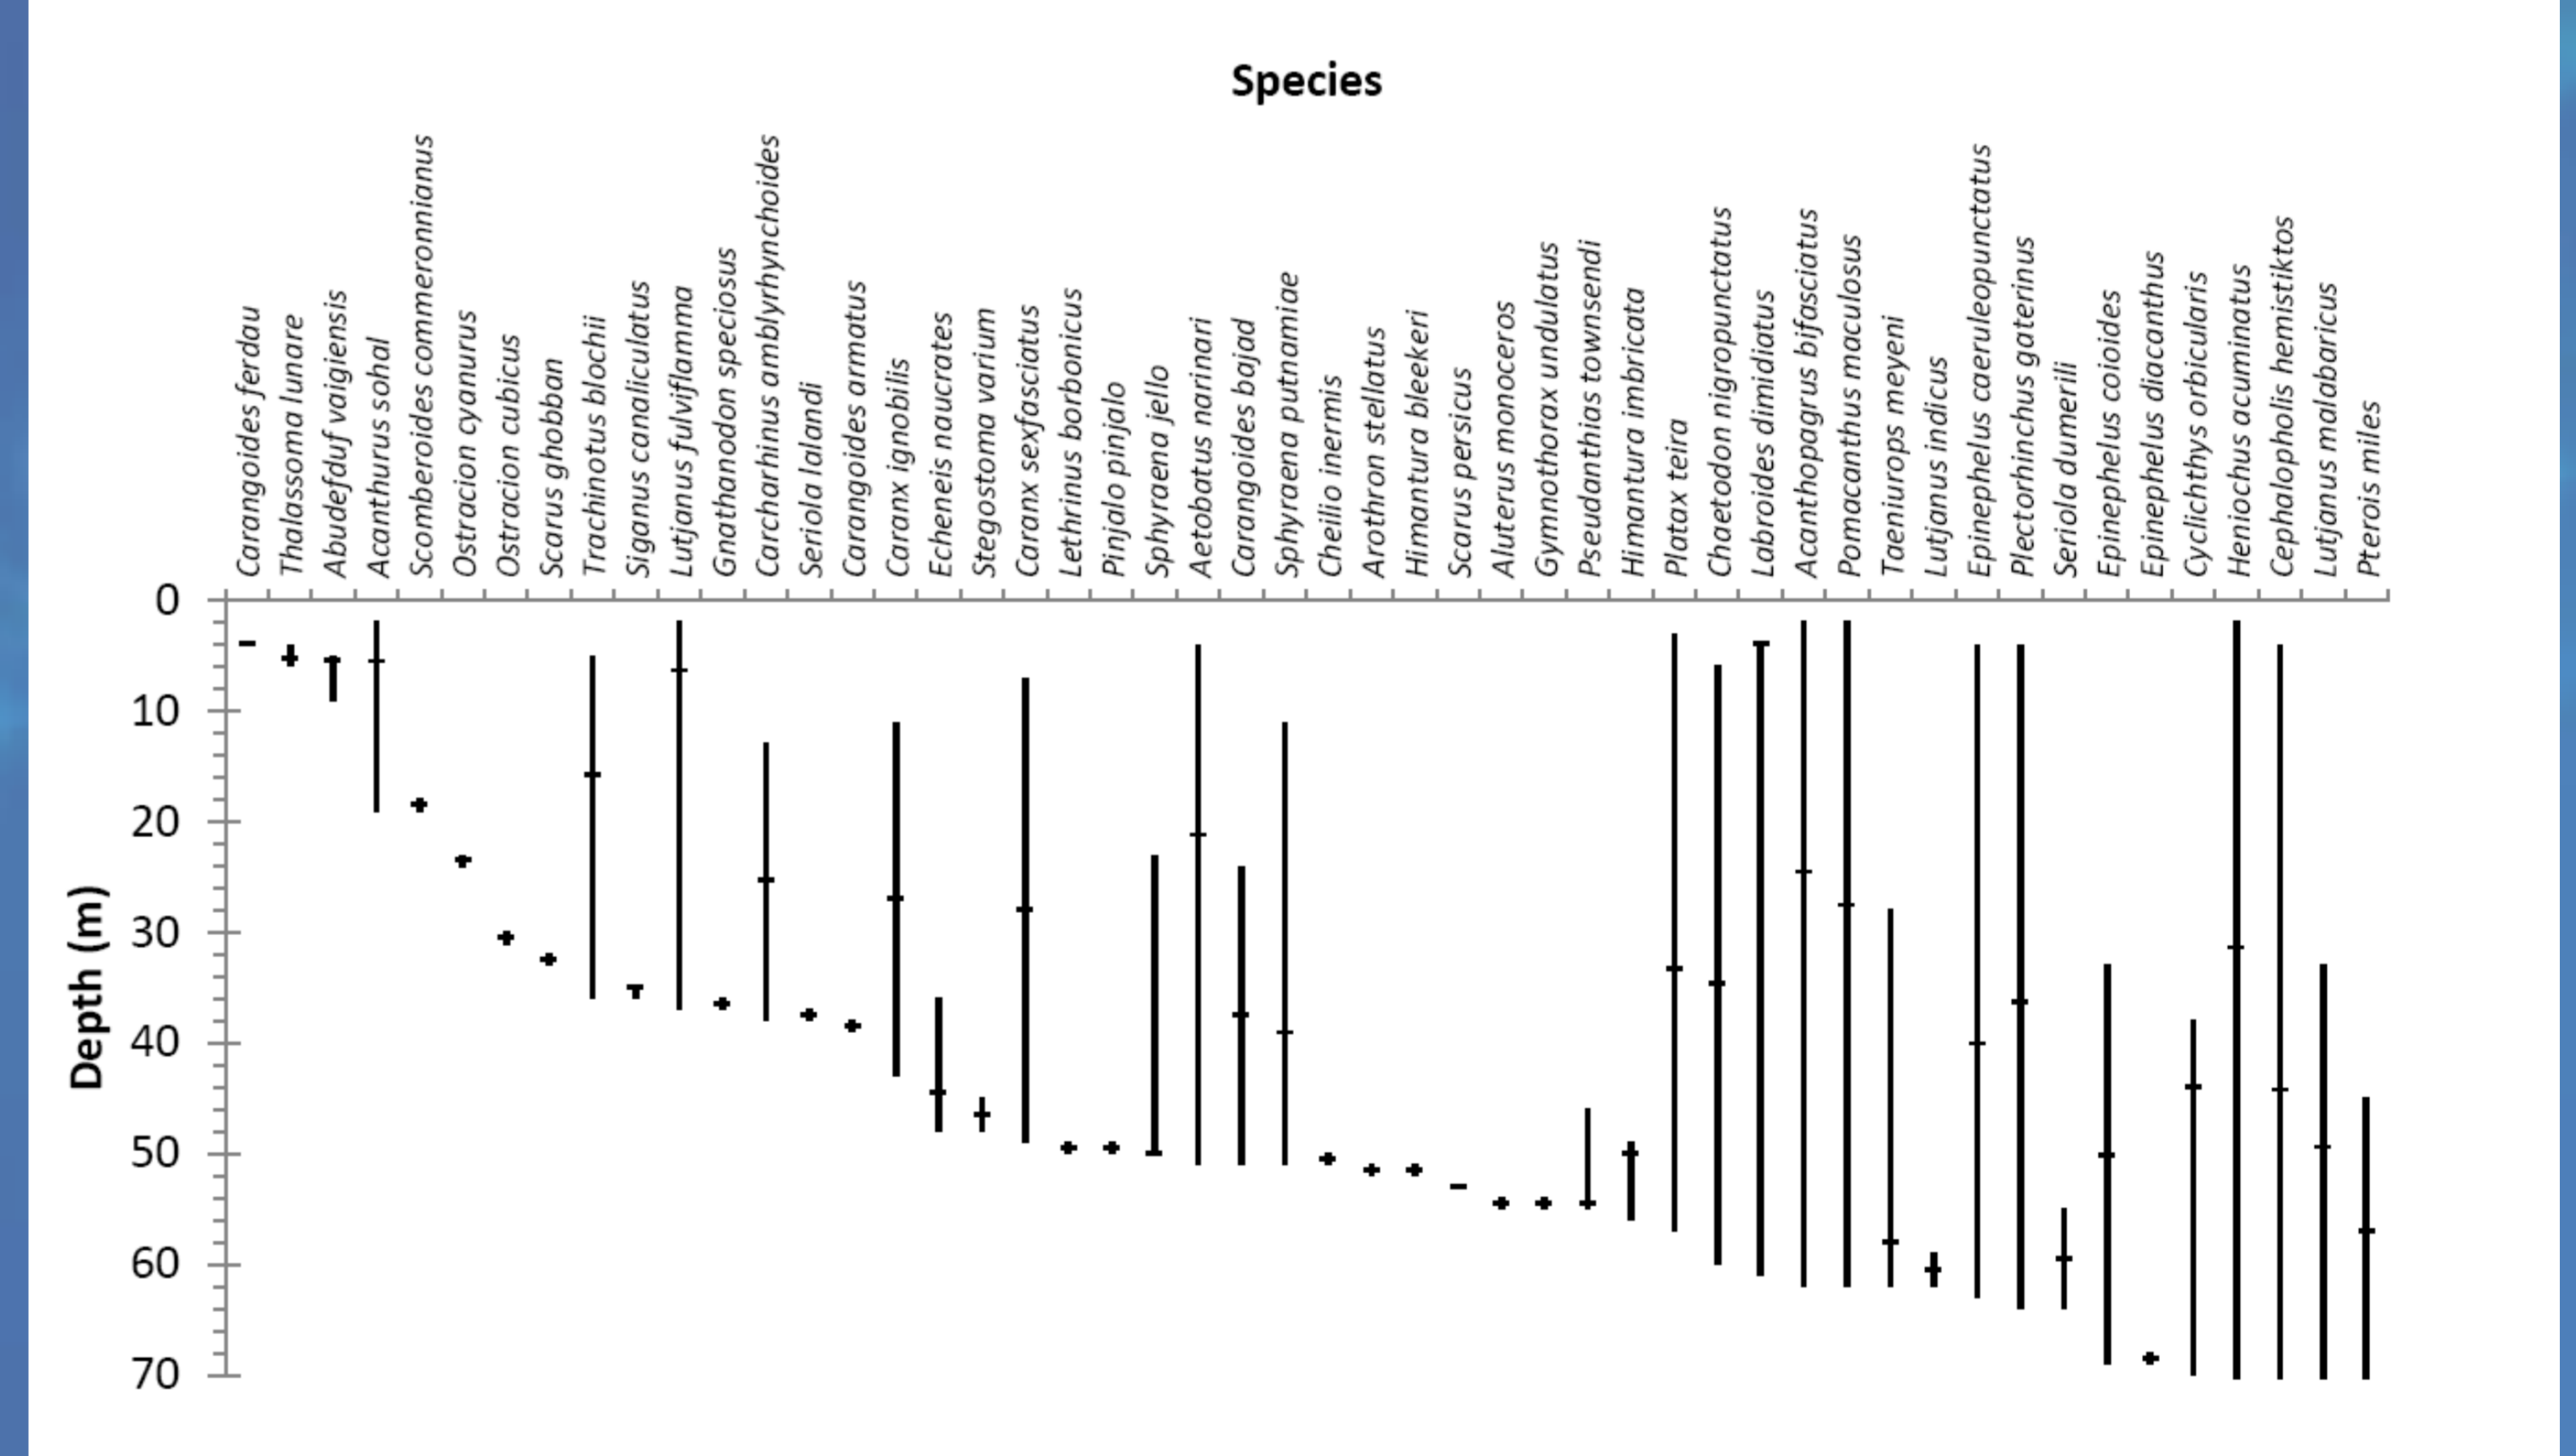 Species
Carangoides ferdau
Thalassoma lunare
Abudefduf vaigiensis
Acanthurus sohal
Scomberoides commeronnianus
Ostracion cyanurus
Ostracion cubicus
Scarus ghobban
Trachinotus blochii
Siganus canaliculatus
Lutjanus fulviflamma
Gnathanodon speciosus
Carcharhinus amblyrhynchoides
Seriola lalandi
Carangoides armatus
Caranx ignobilis
Echeneis naucrates
Stegostoma varium
Caranx sexfasciatus
Lethrinus borbonicus
Pinjalo pinjalo
Sphyraena jello
Aetobatus narinari
Carangoides bajad
Sphyraena putnamiae
Cheilio inermis
Arothron stellatus
Himantura bleekeri
Scarus persicus
Aluterus monoceros
Gymnothorax undulatus
Pseudanthias townsendi
Himantura imbricata
Platax teira
Chaetodon nigropunctatus
Labroides dimidiatus
Acanthopagrus bifasciatus
Pomacanthus maculosus
Taeniurops meyeni
Lutjanus indicus
Epinephelus caeruleopunctatus
Plectorhinchus gaterinus
Seriola dumerili
Epinephelus coioides
Epinephelus diacanthus
Cyclichthys orbicularis
Heniochus acuminatus
Cephalopholis hemistiktos
Lutjanus malabaricus
Pterois miles
Depth (m)
0
10
20
30
40
50
60
70